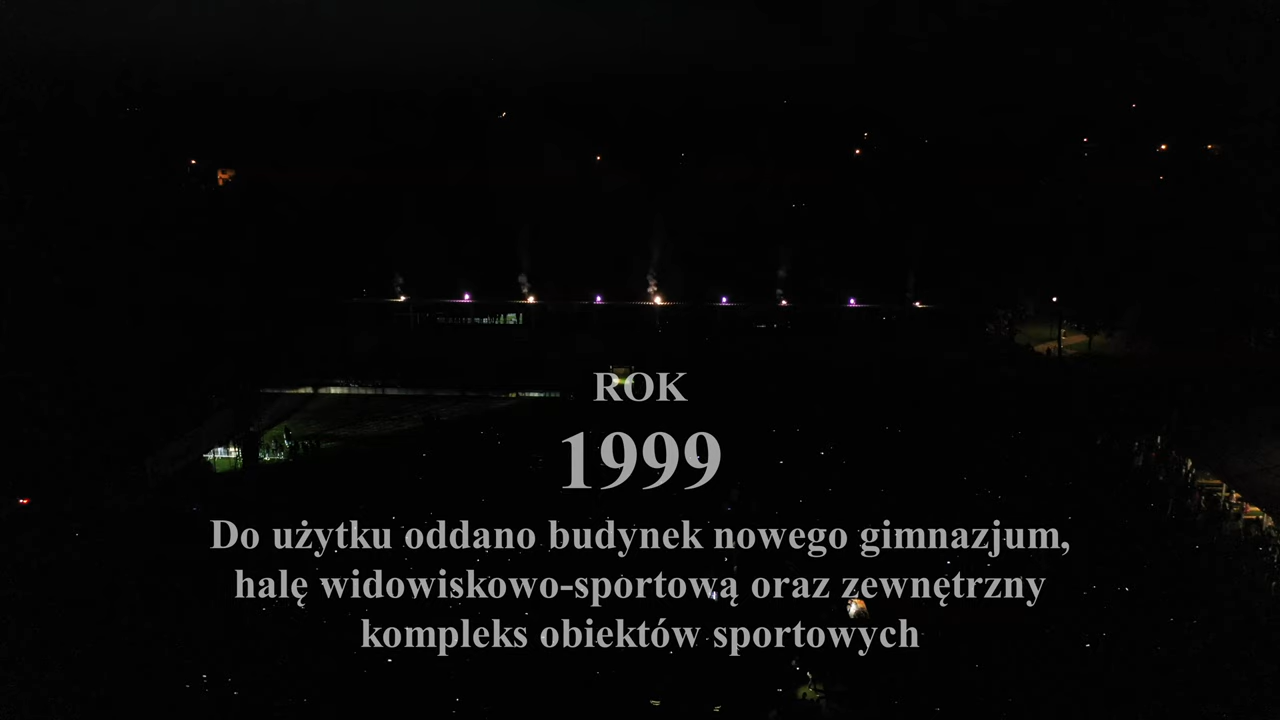 ROK
1999
Do użytku oddano budynek nowego gimnazjum,
halę widowiskowo-sportową oraz zewnętrzny
kompleks obiektów sportowych